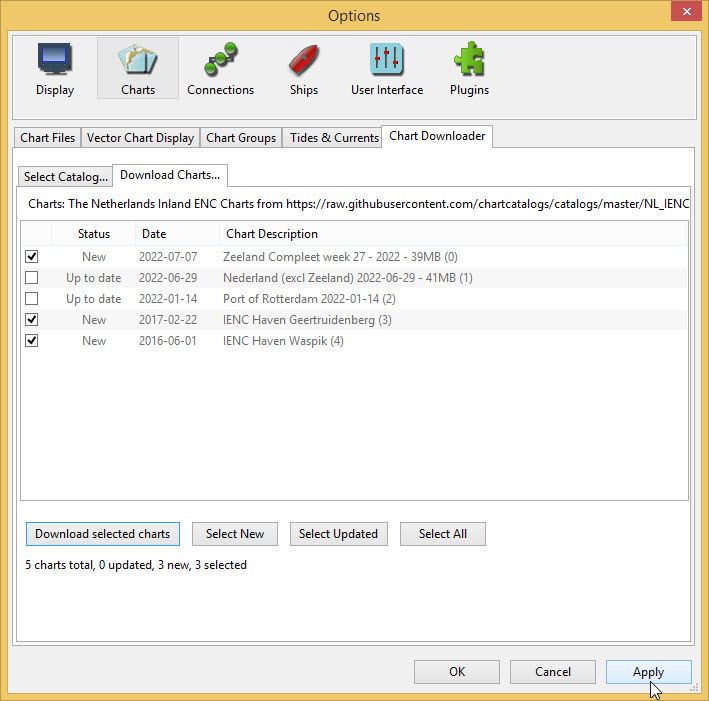 Options
Display Charts Connections Ships User Interface Plugins
Chart Files Vector Chart Display Chart Groups Tides & Currents Chart Downloader
Select Catalog... Download Charts...
Charts: The Netherlands Inland ENC Charts from https://raw.githubusercontent.com/chartcatalogs/catalogs/master/NL_IENC
Status Date Chart Description
New 2022-07-07 Zeeland Compleet week 27 - 2022 - 39MB (0)
Up to date 2022-06-29 Nederland (excl Zeeland) 2022-06-29 - 41MB (1)
Up to date 2022-01-14 Port of Rotterdam 2022-01-14 (2)
New 2017-02-22 IENC Haven Geertruidenberg (3)
New 2016-06-01 IENC Haven Waspik (4)
Download selected charts Select New Select Updated Select All
5 charts total, 0 updated, 3 new, 3 selected
OK Cancel Apply